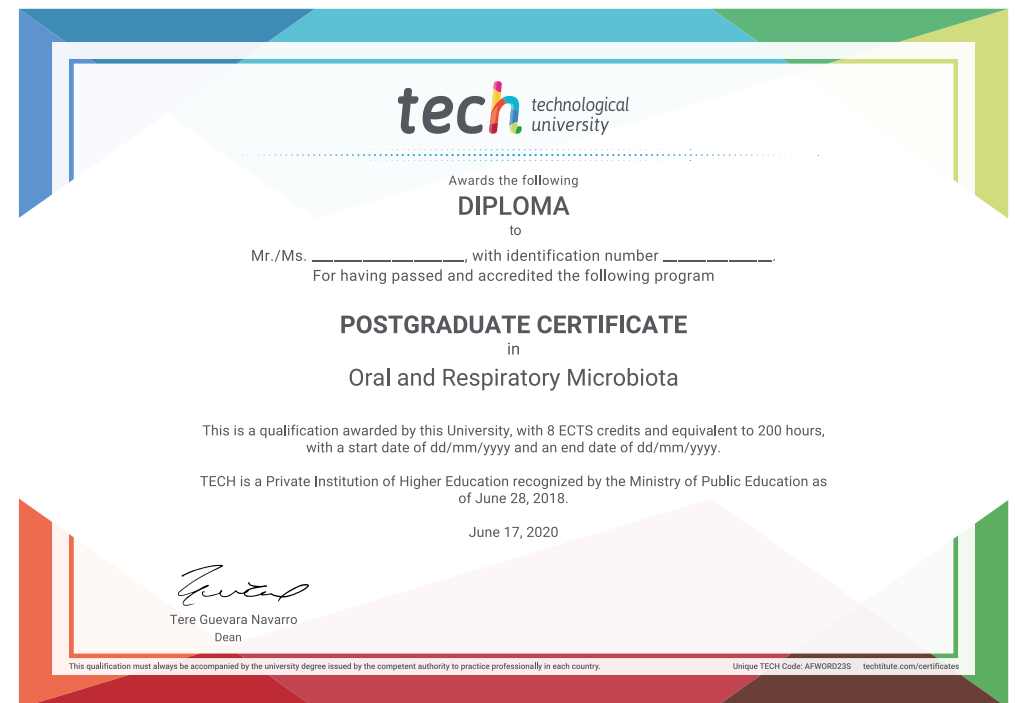 tech technological
university
Awards the following
DIPLOMA
to
Mr./Ms. ________________, with identification number ____________.
For having passed and accredited the following program
POSTGRADUATE CERTIFICATE
in
Oral and Respiratory Microbiota
This is a qualification awarded by this University, with 8 ECTS credits and equivalent to 200 hours,
with a start date of dd/mm/yyyy and an end date of dd/mm/yyyy.
TECH is a Private Institution of Higher Education recognized by the Ministry of Public Education as
of June 28, 2018.
June 17, 2020
Tere Guevara Navarro
Dean
This qualification must always be accompanied by the university degree issued by the competent authority to practice professionally in each country.
Unique TECH Code: AFWORD23S techtitute.com/certificates